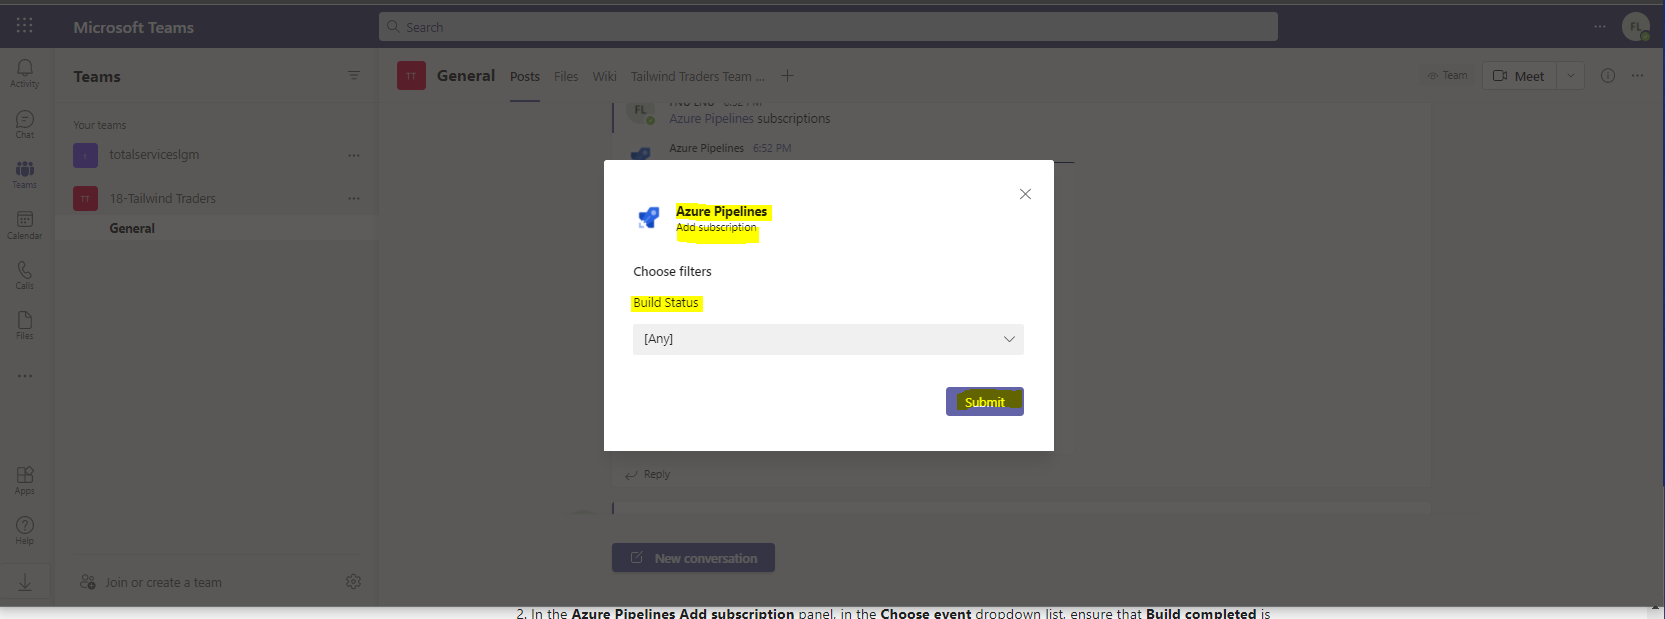 Microsoft Teams
Search
FL
Activity
Chat
Teams
Calendar
Calls
Files
Apps
Help
Teams
Your teams
totalserviceslgm
TT
18-Tailwind Traders
General
Join or create a team
TT
General
Posts
Files
Wiki
Tailwind Traders Team ...
Team
Meet
FL
Azure Pipelines subscriptions
Azure Pipelines 6:52 PM
Azure Pipelines
Add subscription
Choose filters
Build Status
[Any]
Submit
Reply
New conversation
2. In the Azure Pipelines Add subscription panel, in the Choose event dropdown list, ensure that Build completed is